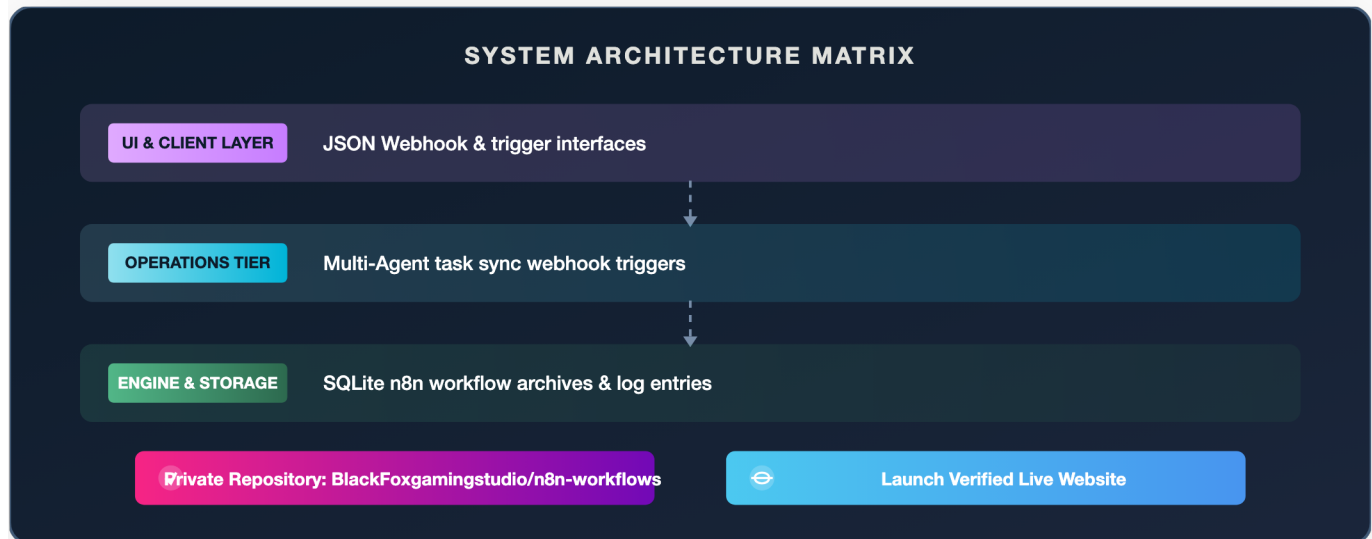 SYSTEM ARCHITECTURE MATRIX
UI & CLIENT LAYER
JSON Webhook & trigger interfaces
OPERATIONS TIER
Multi-Agent task sync webhook triggers
ENGINE & STORAGE
SQLite n8n workflow archives & log entries
Private Repository: BlackFoxgamingstudio/n8n-workflows
Launch Verified Live Website